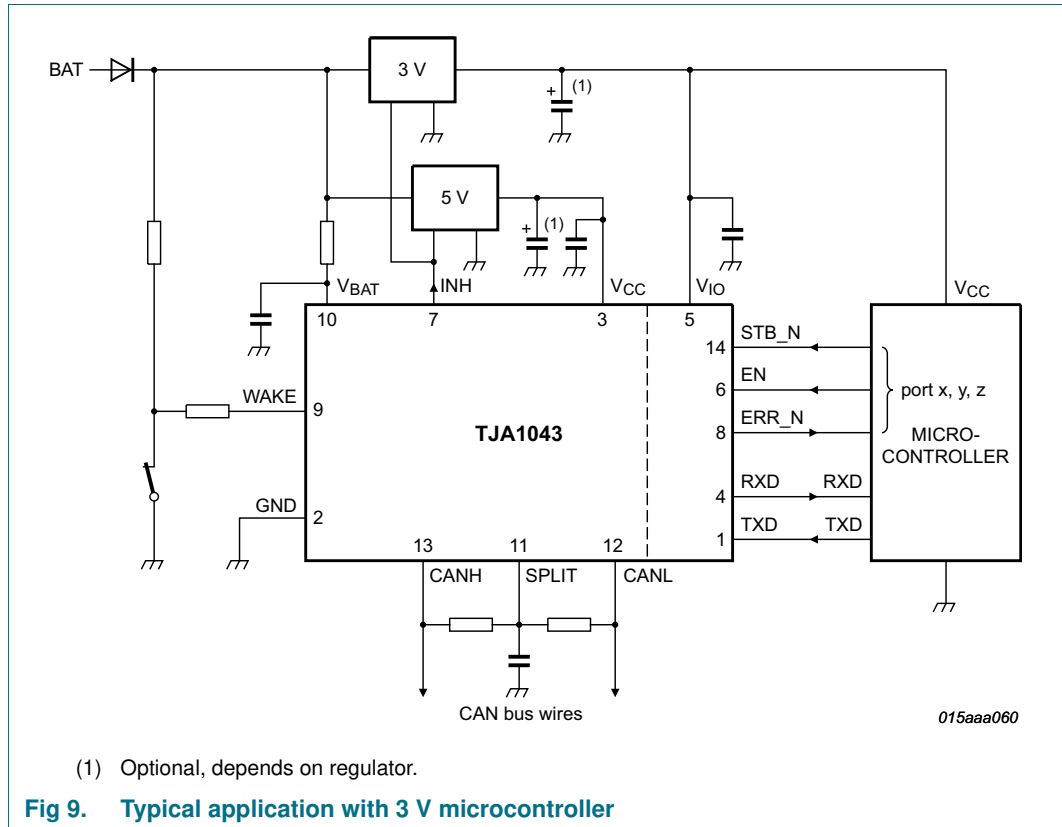 BAT
3 V
(1)
+
5 V
(1)
+
VBAT
INH
VCC
VIO
VCC
10
7
3
5
14
STB_N
6
EN
port x, y, z
8
ERR_N
WAKE
9
TJA1043
MICRO-
CONTROLLER
4
RXD
RXD
GND
2
1
TXD
TXD
13
11
12
CANH
SPLIT
CANL
CAN bus wires
015aaa060
(1) Optional, depends on regulator.
Fig 9. Typical application with 3 V microcontroller